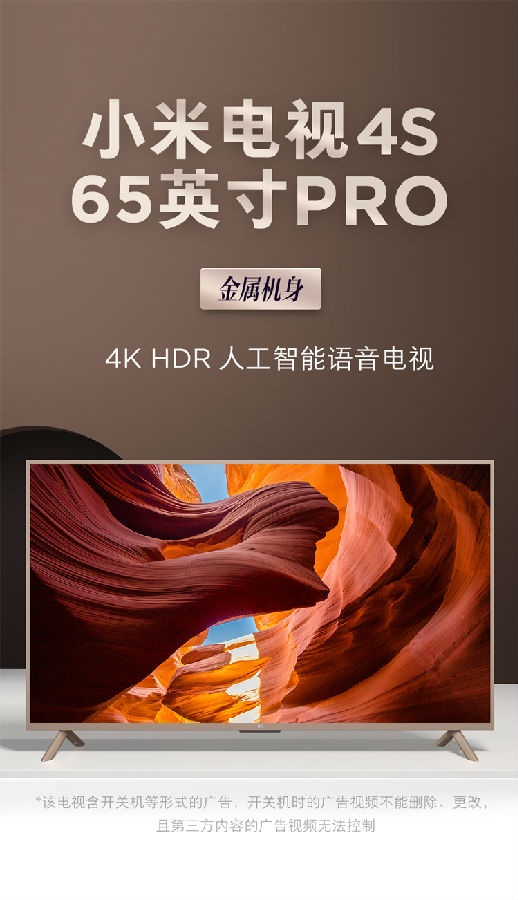 小米电视4S
65英寸PRO
金属机身
4K HDR 人工智能语音电视
*该电视含开关机等形式的广告，开关机时的广告视频不能删除、更改，
且第三方内容的广告视频无法控制